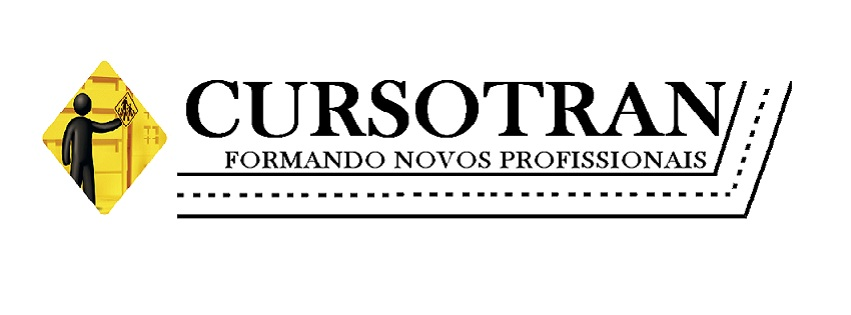 CURSOTRAN
FORMANDO NOVOS PROFISSIONAIS